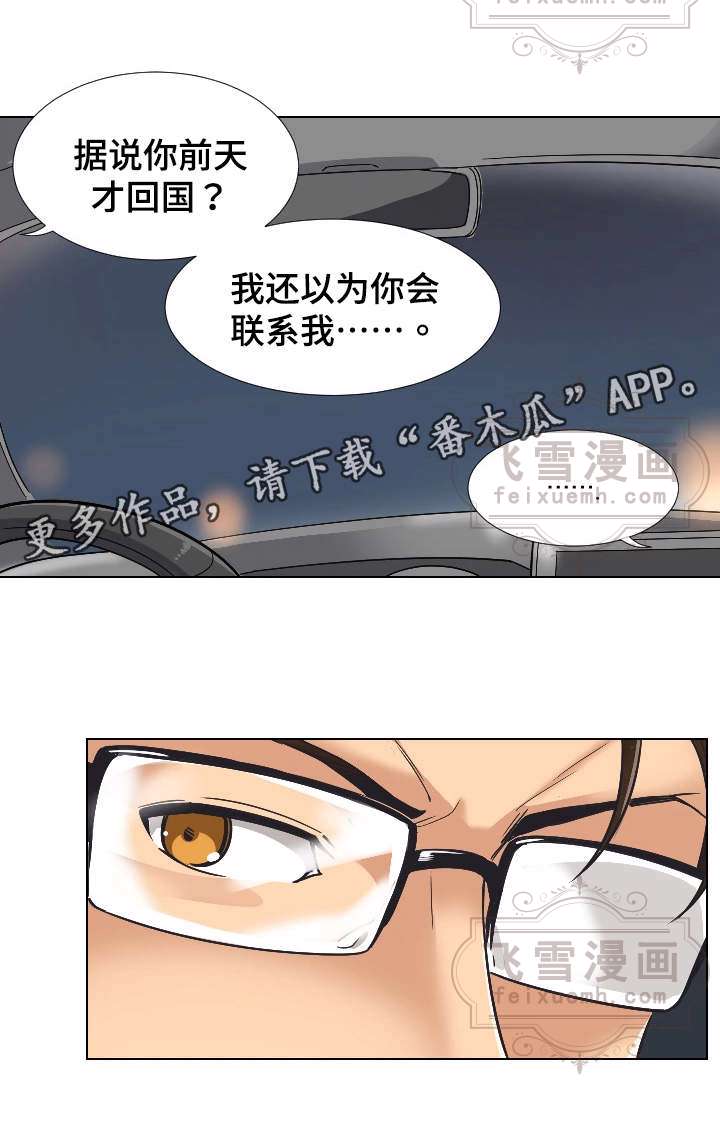 feixuemh.com
据说你前天
才回国？
我还以为你会
联系我……。
更多作品，请下载“番木瓜”APP。
飞雪漫画
feixuemh.com
…….
飞雪漫画
feixuemh.com